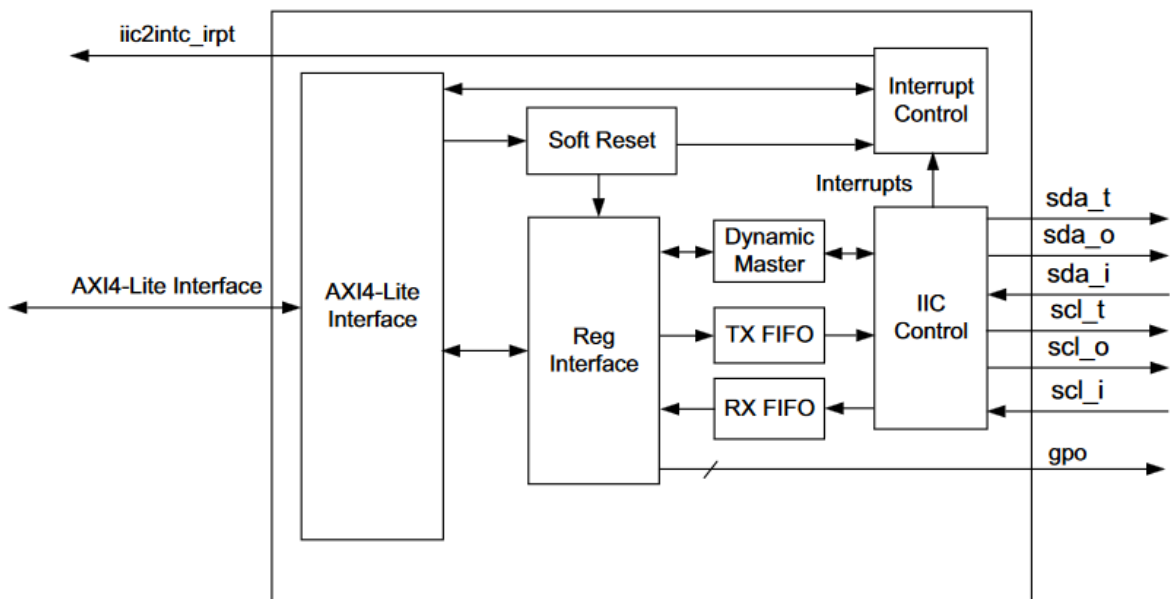 iic2intc_irpt
Interrupt
Control
Soft Reset
Interrupts
sda_t
Dynamic
Master
sda_o
AXI4-Lite Interface
AXI4-Lite
Interface
sda_i
IIC
Control
scl_t
Reg
Interface
TX FIFO
scl_o
RX FIFO
scl_i
gpo